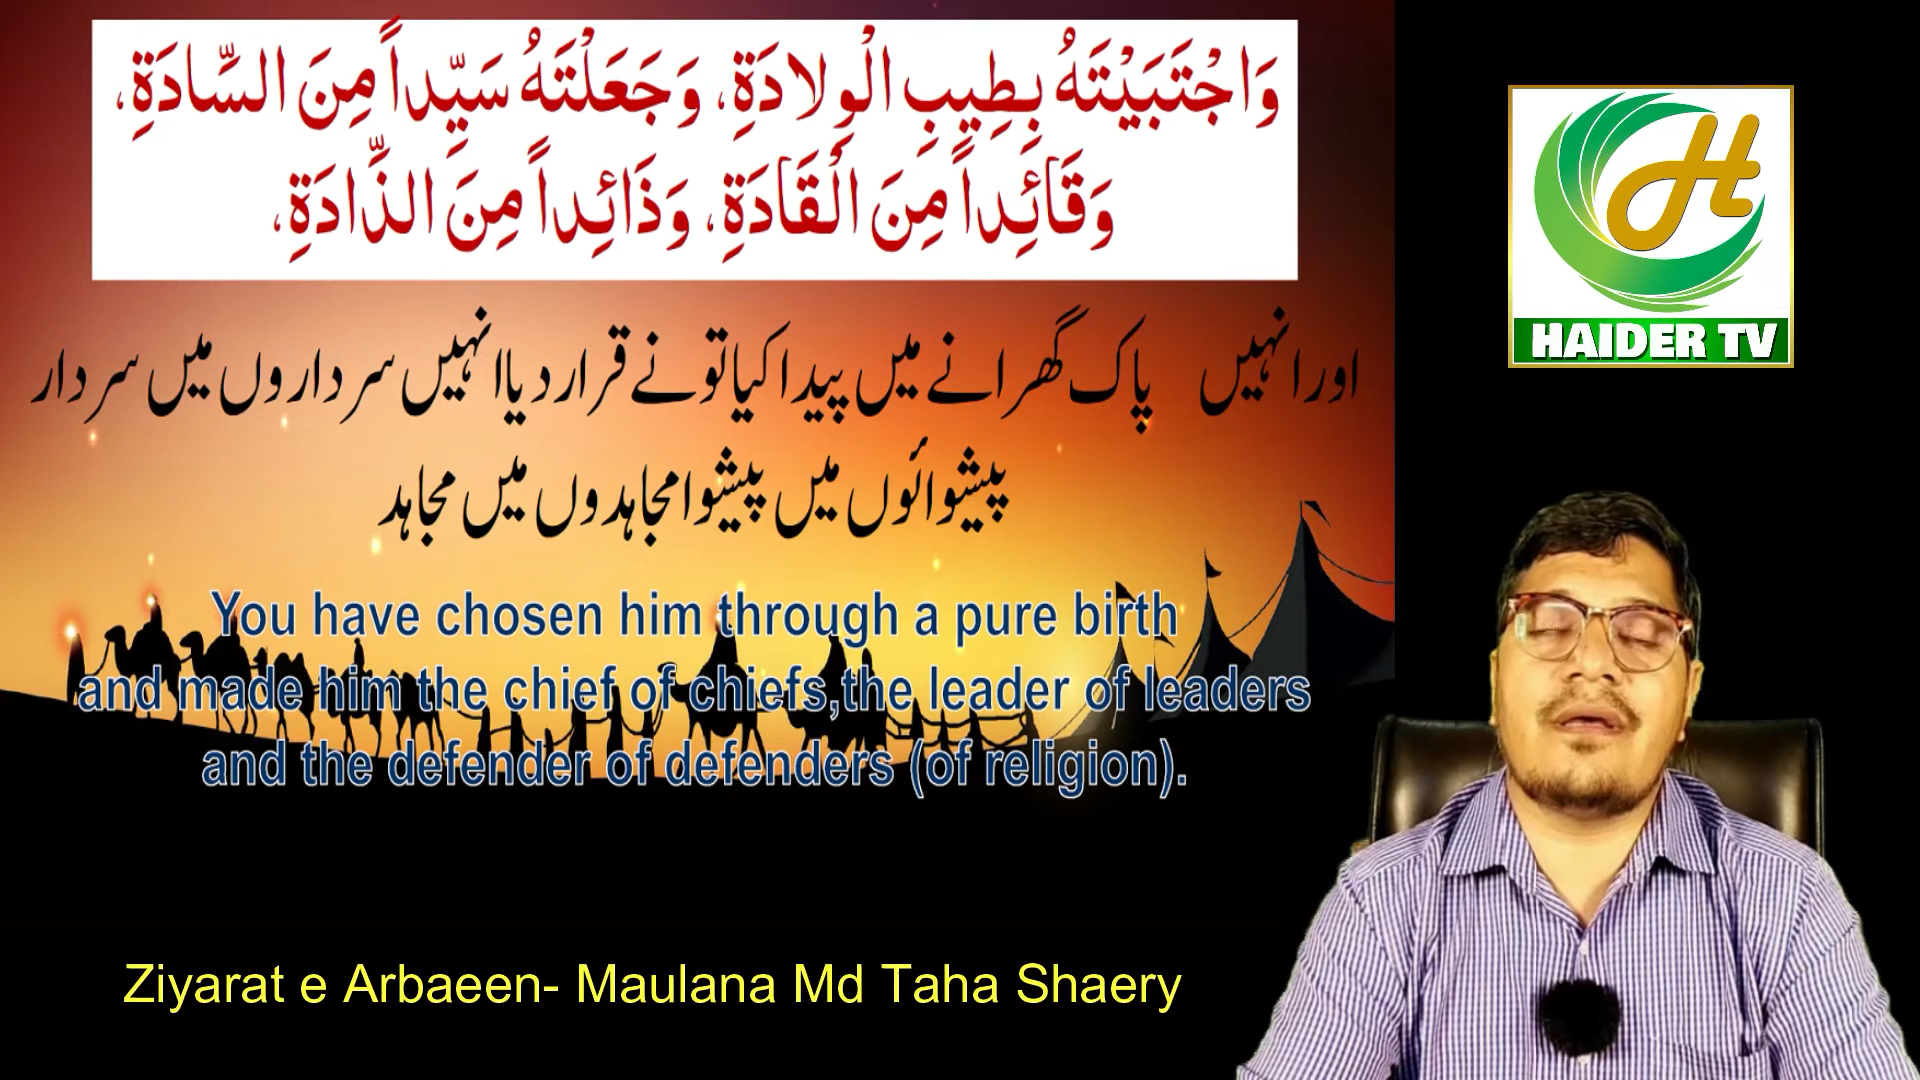 وَاجْتَبَيْتَهُ بِطِيبِ الْوِلادَةِ، وَجَعَلْتَهُ سَيِّداً مِنَ السَّادَةِ،
وَقَائِداً مِنَ الْقَادَةِ، وَذَائِداً مِنَ الذَّادَةِ،
اور انہیں پاک گھرانے میں پیدا کیا تو نے قرار دیا انہیں سرداروں میں سردار
پیشوائوں میں پیشوا مجاہدوں میں مجاہد
You have chosen him through a pure birth
and made him the chief of chiefs,the leader of leaders
and the defender of defenders (of religion).
Ziyarat e Arbaeen- Maulana Md Taha Shaery
H
HAIDER TV